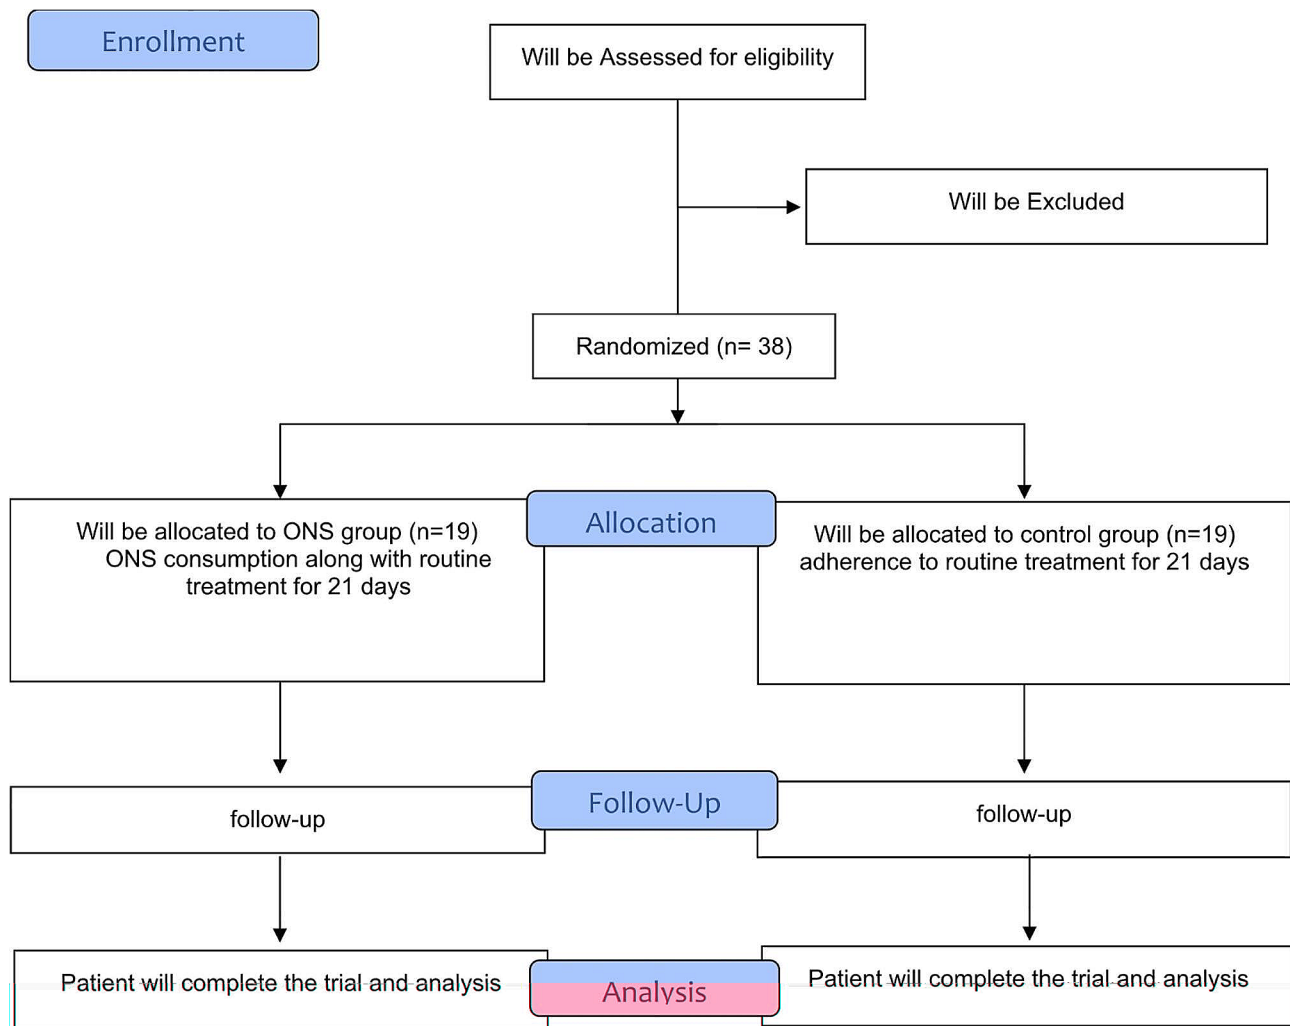 Enrollment
Will be Assessed for eligibility
Will be Excluded
Randomized (n= 38)
Will be allocated to ONS group (n=19)
ONS consumption along with routine
treatment for 21 days
Allocation
Will be allocated to control group (n=19)
adherence to routine treatment for 21 days
follow-up
Follow-Up
follow-up
Patient will complete the trial and analysis
Analysis
Patient will complete the trial and analysis